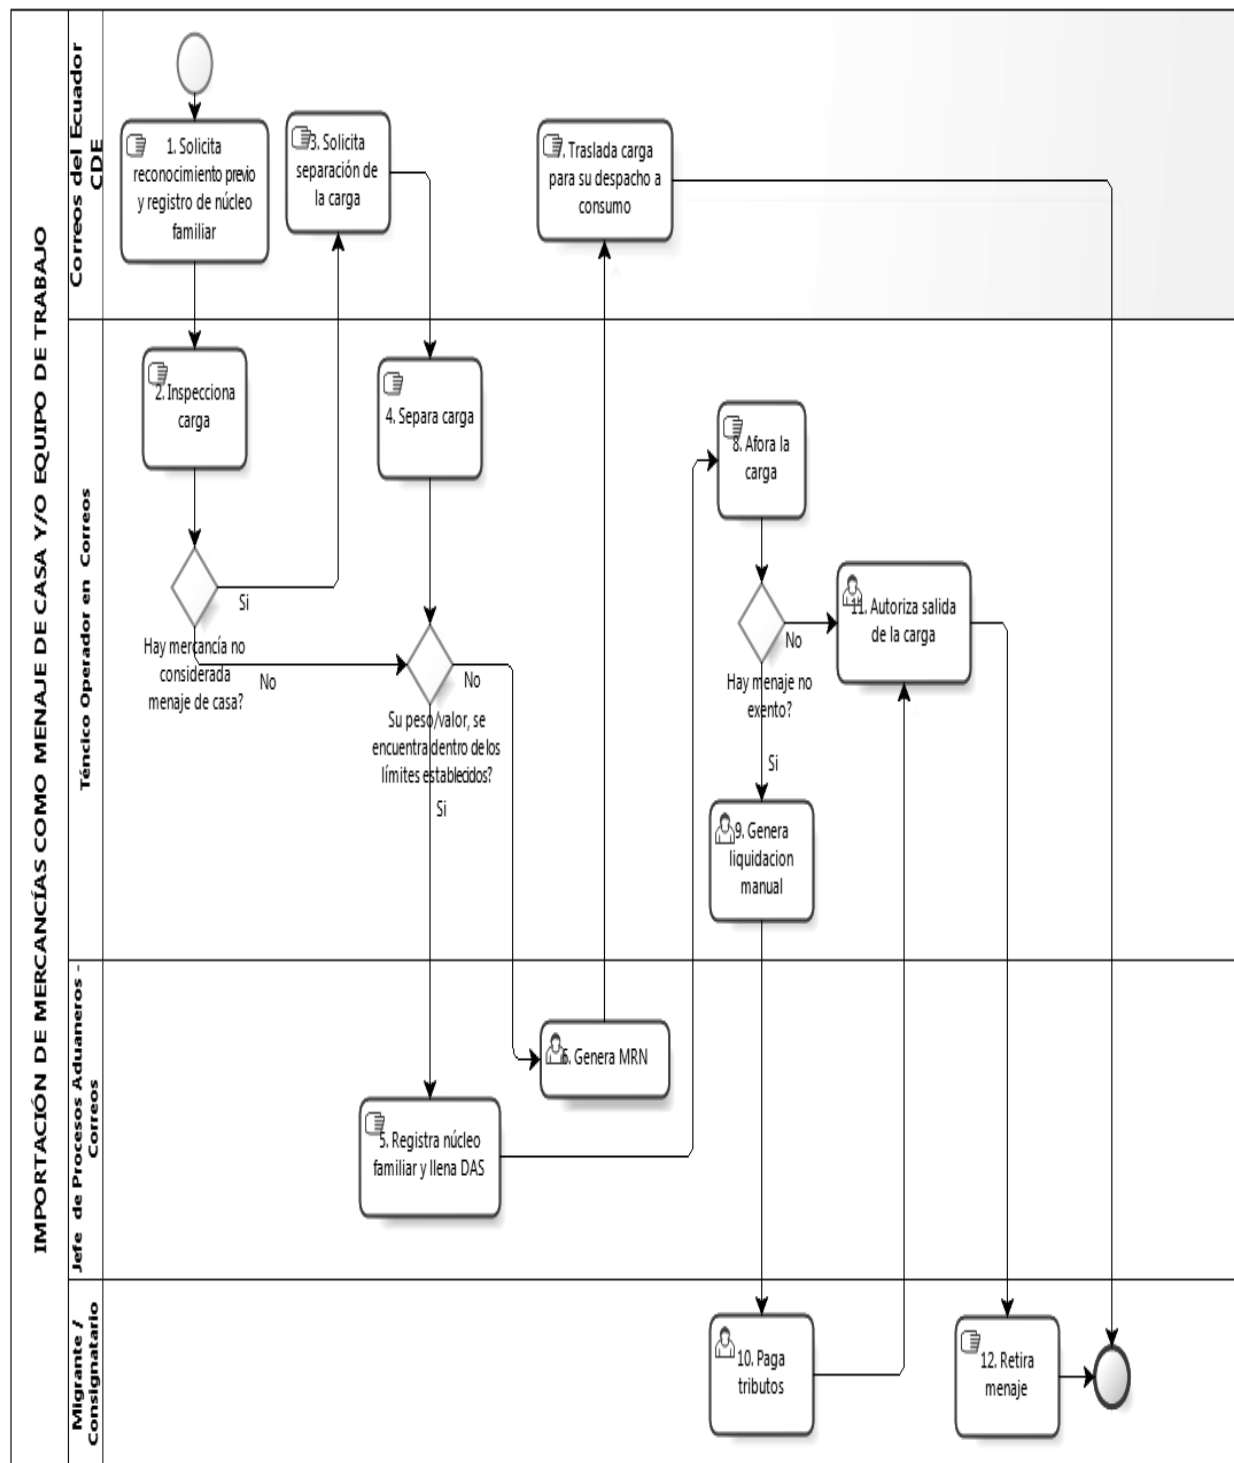 IMPORTACIÓN DE MERCANCÍAS COMO MENAJE DE CASA Y/O EQUIPO DE TRABAJO
Correos del Ecuador
CDE
1. Solicita
reconocimiento previo
y registro de núcleo
familiar
3. Solicita
separación de
la carga
7. Traslada carga
para su despacho a
consumo
Téncico Operador en Correos
2. Inspecciona
carga
4. Separa carga
8. Afora la
carga
Si
Hay mercancía no
considerada
menaje de casa?
No
No
Su peso/valor, se
encuentra dentro de los
límites establecidos?
Si
11. Autoriza salida
de la carga
No
Hay menaje no
exento?
Si
9. Genera
liquidacion
manual
Jefe de Procesos Aduaneros -
Correos
6. Genera MRN
5. Registra núcleo
familiar y llena DAS
Migrante /
Consignatario
10. Paga
tributos
12. Retira
menaje